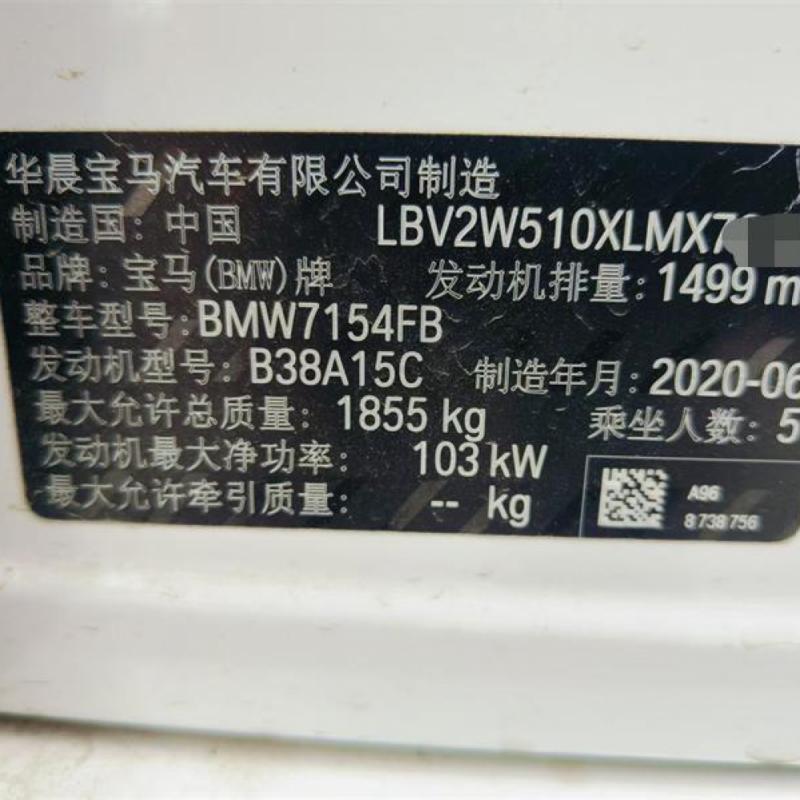 华晨宝马汽车有限公司制造
制造国: 中国 LBV2W510XLMX7
品牌: 宝马(BMW)牌 发动机排量: 1499 m
整车型号: BMW7154FB
发动机型号: B38A15C 制造年月: 2020-06
最大允许总质量: 1855 kg 乘坐人数: 5
发动机最大净功率: 103 kW
最大允许牵引质量: -- kg
A96
8738756